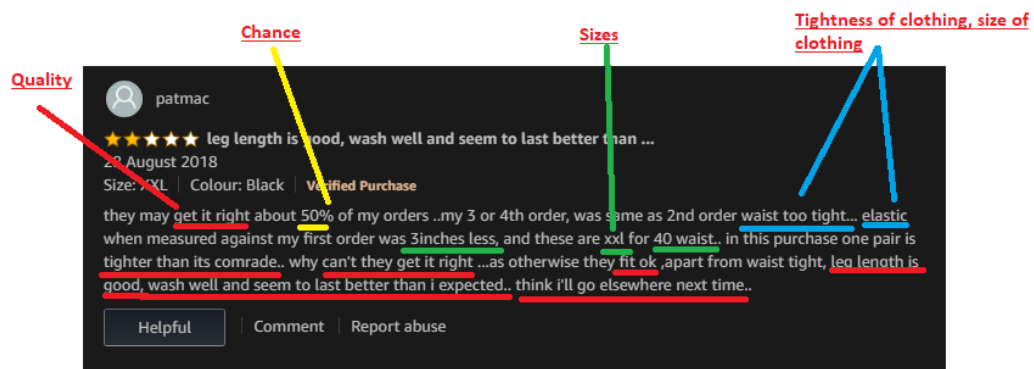 Tightness of clothing, size of
clothing
Chance
Sizes
Quality
patmac
leg length is good, wash well and seem to last better than ...
28 August 2018
Size: XXL Colour: Black Verified Purchase
they may get it right about 50% of my orders ..my 3 or 4th order, was same as 2nd order waist too tight... elastic
when measured against my first order was 3inches less, and these are xxl for 40 waist.. in this purchase one pair is
tighter than its comrade.. why can't they get it right ...as otherwise they fit ok ,apart from waist tight, leg length is
good, wash well and seem to last better than i expected.. think i'll go elsewhere next time..
Helpful Comment Report abuse